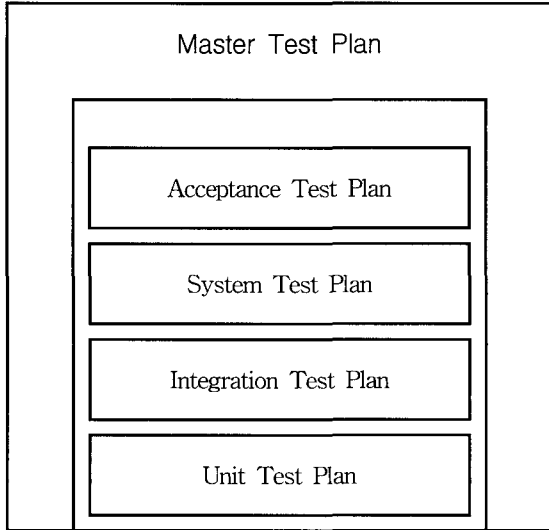 Master Test Plan
Acceptance Test Plan
System Test Plan
Integration Test Plan
Unit Test Plan